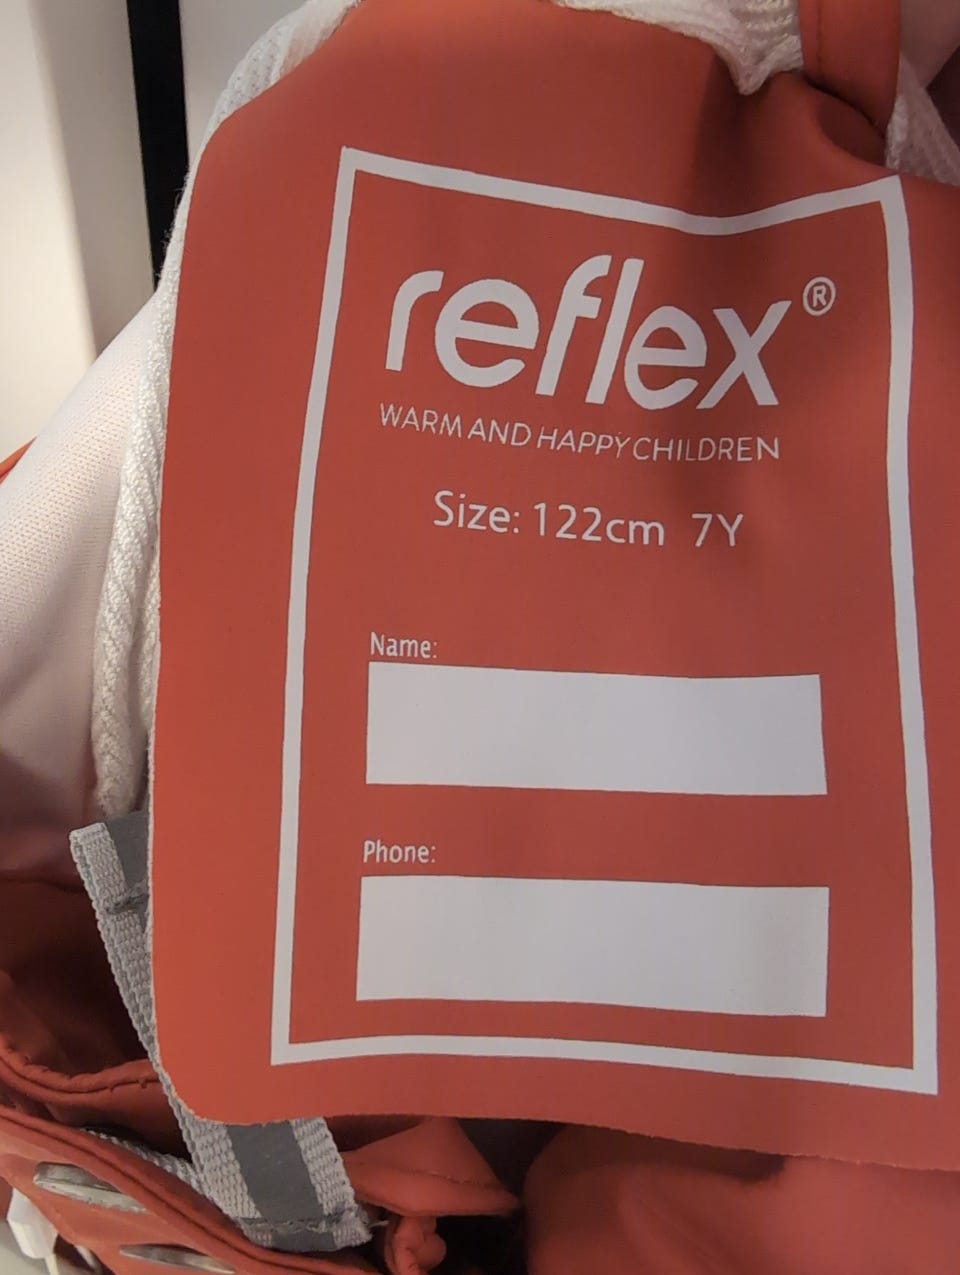 reflex®
WARM AND HAPPY CHILDREN
Size: 122cm 7Y
Name:
Phone: